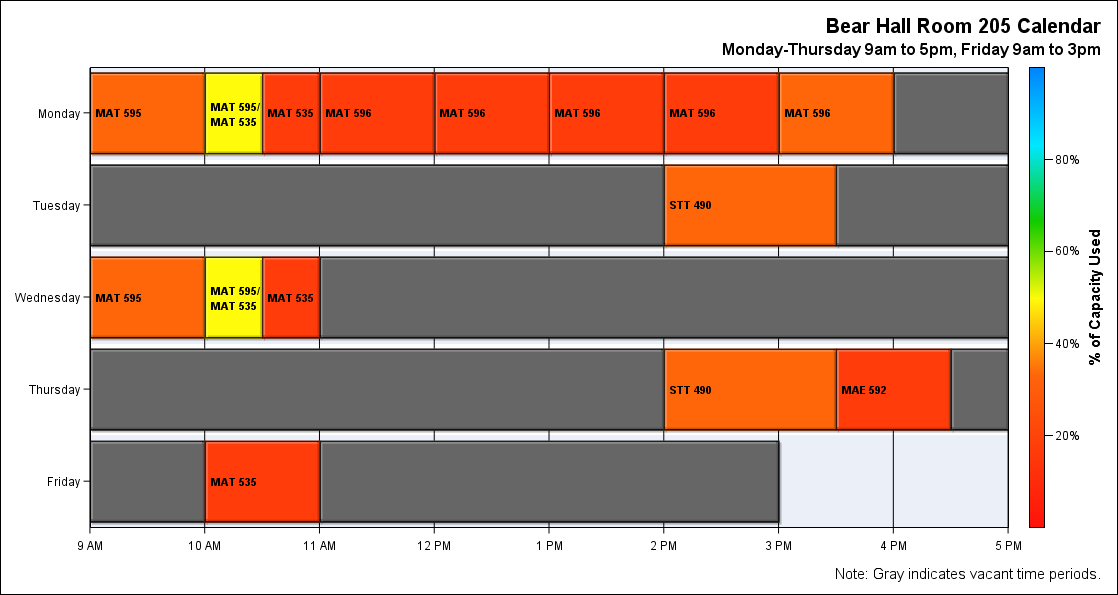 Bear Hall Room 205 Calendar
Monday-Thursday 9am to 5pm, Friday 9am to 3pm
Monday
MAT 595
MAT 595/
MAT 535
MAT 535
MAT 596
MAT 596
MAT 596
MAT 596
MAT 596
Tuesday
STT 490
Wednesday
MAT 595
MAT 595/
MAT 535
MAT 535
Thursday
STT 490
MAE 592
Friday
MAT 535
9 AM
10 AM
11 AM
12 PM
1 PM
2 PM
3 PM
4 PM
5 PM
80%
60%
40%
20%
% of Capacity Used
Note: Gray indicates vacant time periods.